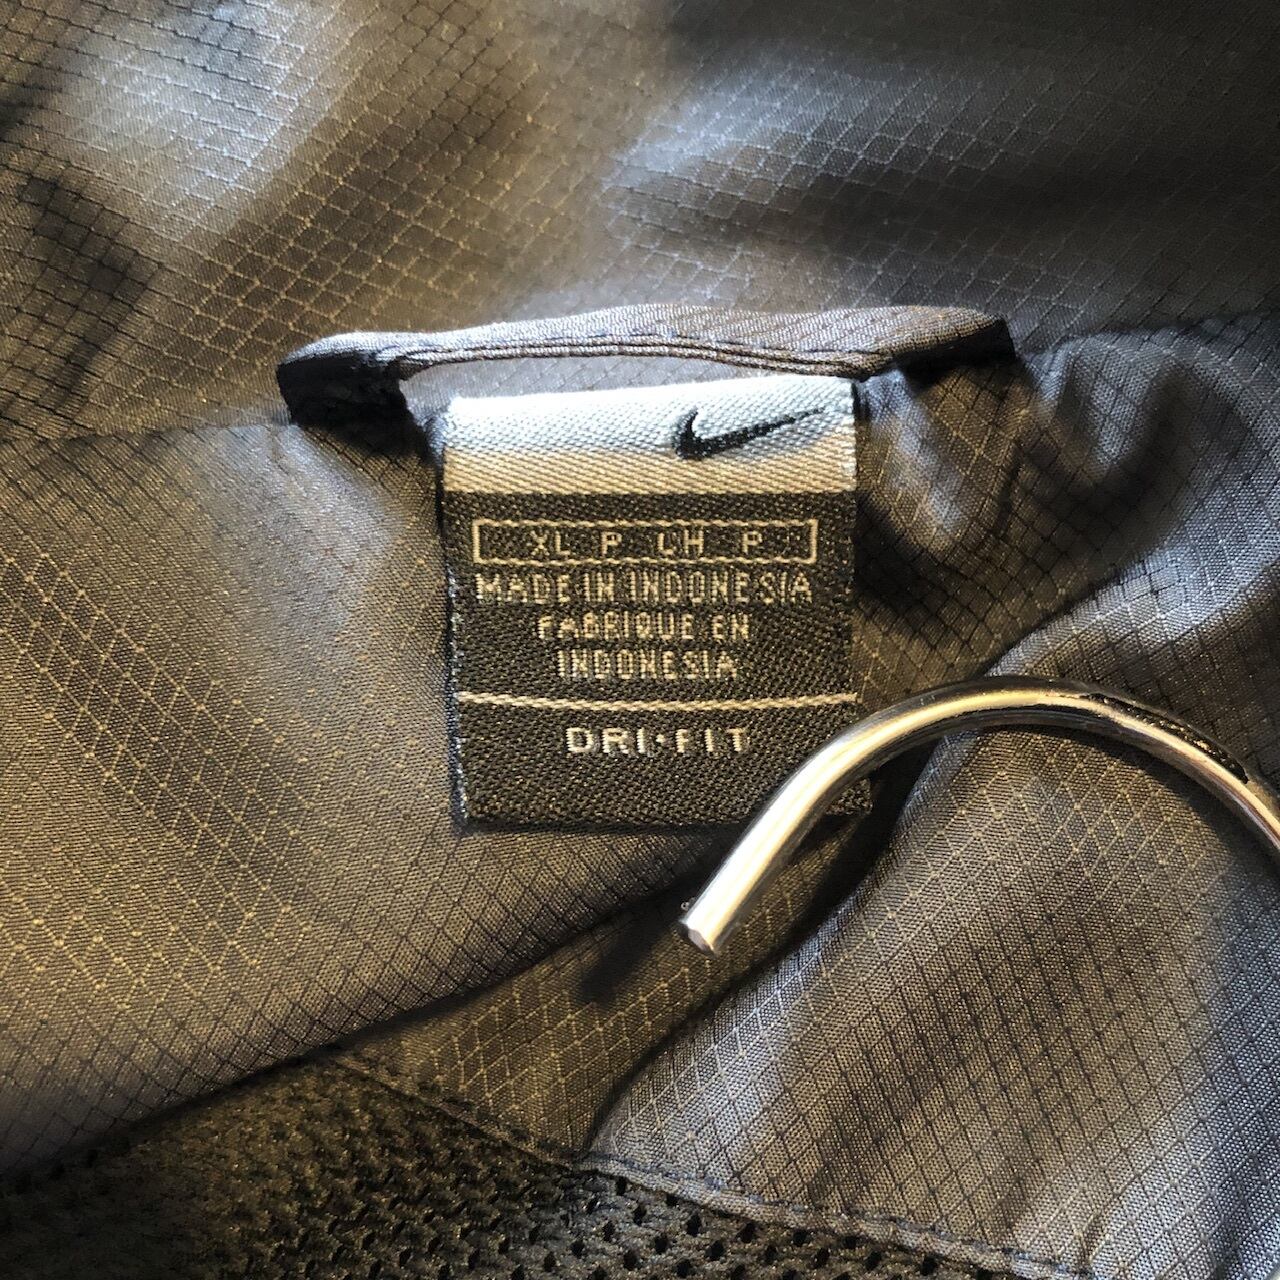 XL P LH P
MADE IN INDONESIA
FABRIQUE EN
INDONESIA
DRI•FIT